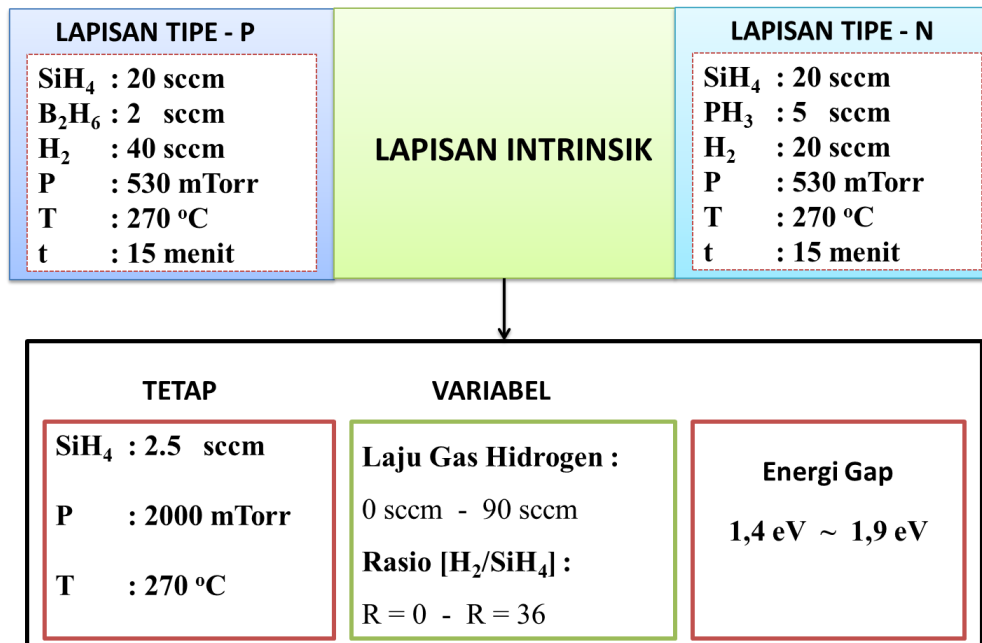 LAPISAN TIPE - P
SiH₄ : 20 sccm
B₂H₆ : 2 sccm
H₂ : 40 sccm
P : 530 mTorr
T : 270 ºC
t : 15 menit
LAPISAN INTRINSIK
LAPISAN TIPE - N
SiH₄ : 20 sccm
PH₃ : 5 sccm
H₂ : 20 sccm
P : 530 mTorr
T : 270 ºC
t : 15 menit
TETAP
SiH₄ : 2.5 sccm
P : 2000 mTorr
T : 270 ºC
VARIABEL
Laju Gas Hidrogen :
0 sccm - 90 sccm
Rasio [H₂/SiH₄] :
R = 0 - R = 36
Energi Gap
1,4 eV ~ 1,9 eV